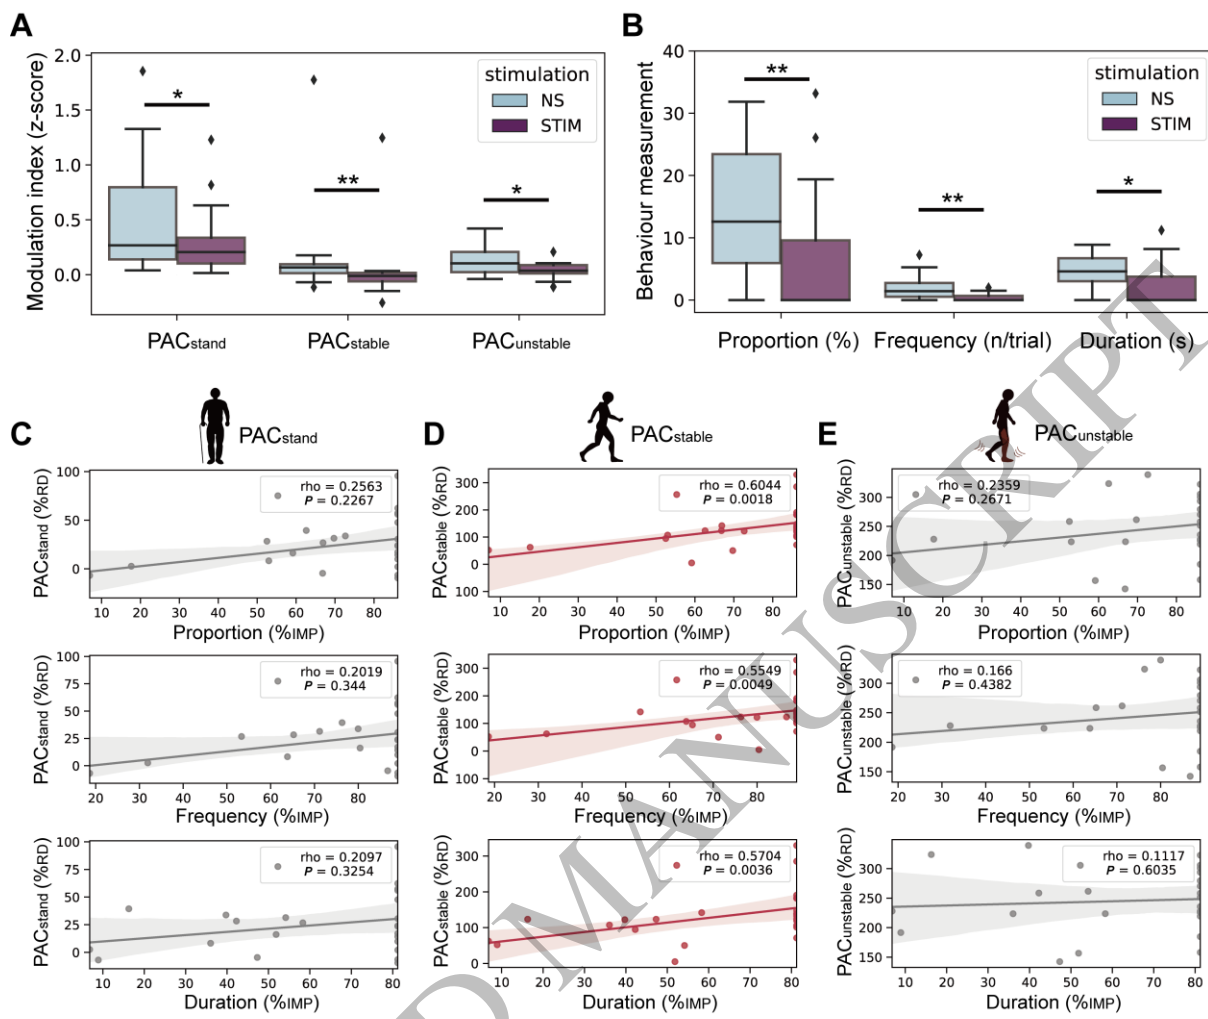 A
B
Modulation index (z-score)
2.0
1.5
1.0
0.5
0.0
*
**
*
stimulation
NS
STIM
PACstand
PACstable
PACunstable
Behaviour measurement
40
30
20
10
0
**
**
*
stimulation
NS
STIM
Proportion (%)
Frequency (n/trial)
Duration (s)
C
PACstand
D
PACstable
E
PACunstable
PACstand (%RD)
100
50
0
rho = 0.2563
P = 0.2267
10 20 30 40 50 60 70 80
Proportion (%IMP)
PACstable (%RD)
300
200
100
0
100
rho = 0.6044
P = 0.0018
10 20 30 40 50 60 70 80
Proportion (%IMP)
PACunstable (%RD)
300
250
200
150
rho = 0.2359
P = 0.2671
10 20 30 40 50 60 70 80
Proportion (%IMP)
PACstand (%RD)
100
75
50
25
0
rho = 0.2019
P = 0.344
20 30 40 50 60 70 80
Frequency (%IMP)
PACstable (%RD)
300
200
100
0
100
rho = 0.5549
P = 0.0049
20 30 40 50 60 70 80
Frequency (%IMP)
PACunstable (%RD)
300
250
200
150
rho = 0.166
P = 0.4382
20 30 40 50 60 70 80
Frequency (%IMP)
PACstand (%RD)
100
75
50
25
0
rho = 0.2097
P = 0.3254
10 20 30 40 50 60 70 80
Duration (%IMP)
PACstable (%RD)
300
200
100
0
rho = 0.5704
P = 0.0036
10 20 30 40 50 60 70 80
Duration (%IMP)
PACunstable (%RD)
300
250
200
150
rho = 0.1117
P = 0.6035
10 20 30 40 50 60 70 80
Duration (%IMP)
D MANUSCRIPT